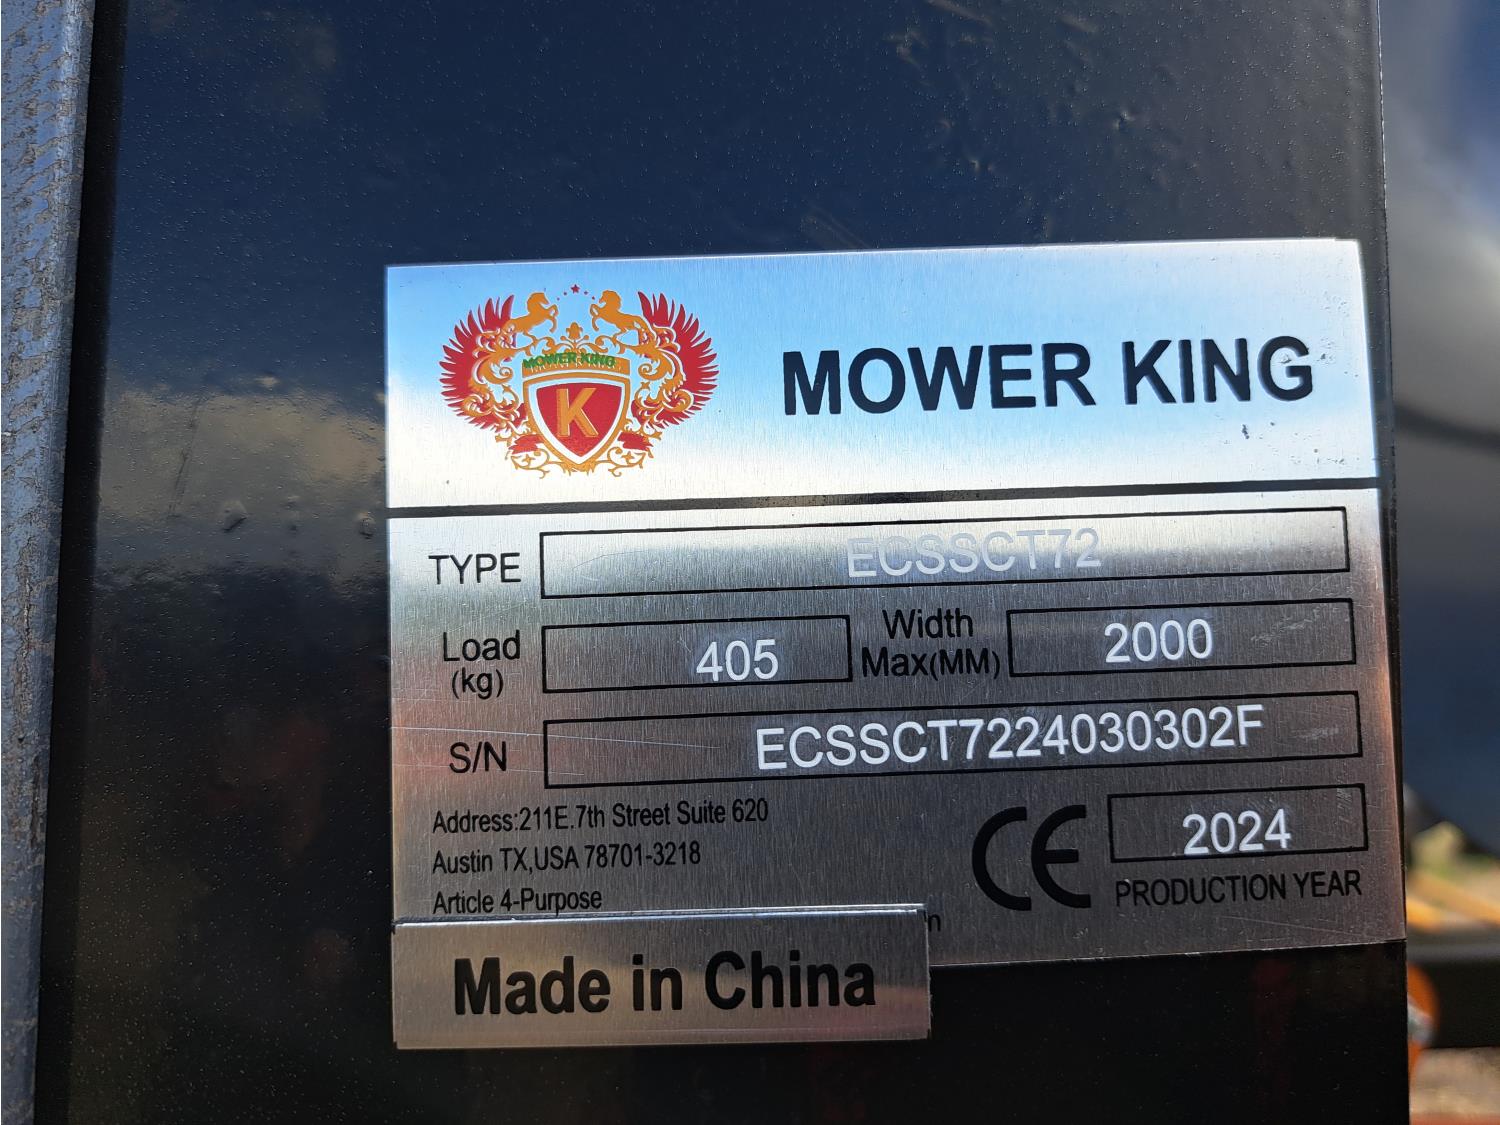 MOWER KING
K
MOWER KING
TYPE ECSSCT72
Load (kg) 405 Width Max(MM) 2000
S/N ECSSCT7224030302F
Address:211E.7th Street Suite 620
Austin TX,USA 78701-3218
Article 4-Purpose
CE 2024
PRODUCTION YEAR
Made in China